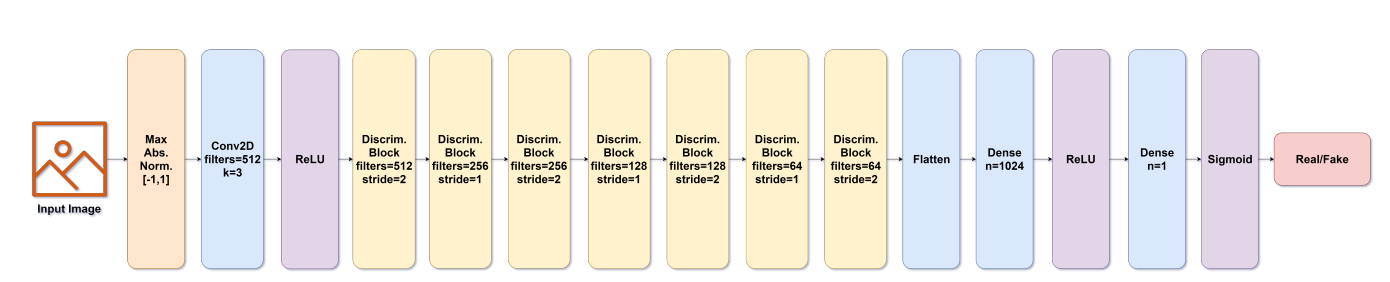 Input Image
Max
Abs.
Norm.
[-1,1]
Conv2D
filters=512
k=3
ReLU
Discrim.
Block
filters=512
stride=2
Discrim.
Block
filters=256
stride=1
Discrim.
Block
filters=256
stride=2
Discrim.
Block
filters=128
stride=1
Discrim.
Block
filters=128
stride=2
Discrim.
Block
filters=64
stride=1
Discrim.
Block
filters=64
stride=2
Flatten
Dense
n=1024
ReLU
Dense
n=1
Sigmoid
Real/Fake